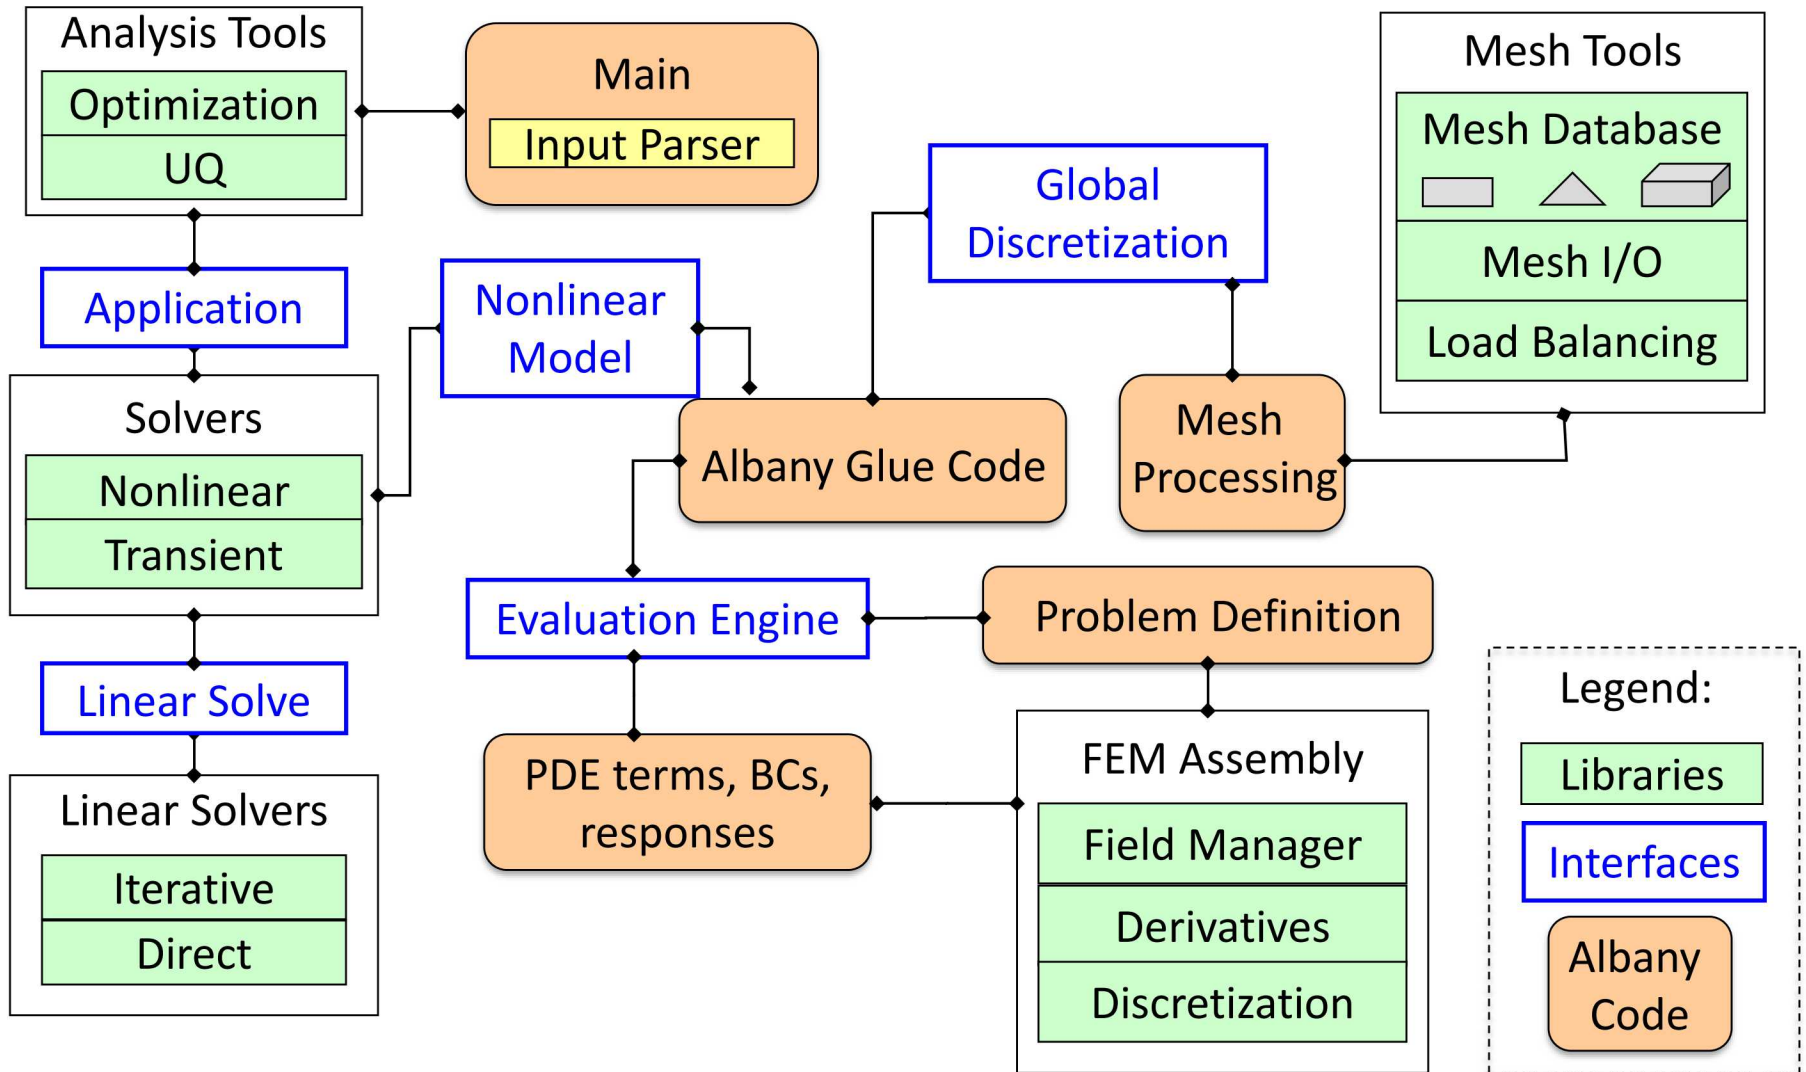 Analysis Tools
Optimization
UQ
Main
Input Parser
Mesh Tools
Mesh Database
Mesh I/O
Load Balancing
Global
Discretization
Application
Nonlinear
Model
Solvers
Nonlinear
Transient
Albany Glue Code
Mesh
Processing
Evaluation Engine
Problem Definition
Linear Solve
Linear Solvers
Iterative
Direct
PDE terms, BCs,
responses
FEM Assembly
Field Manager
Derivatives
Discretization
Legend:
Libraries
Interfaces
Albany
Code